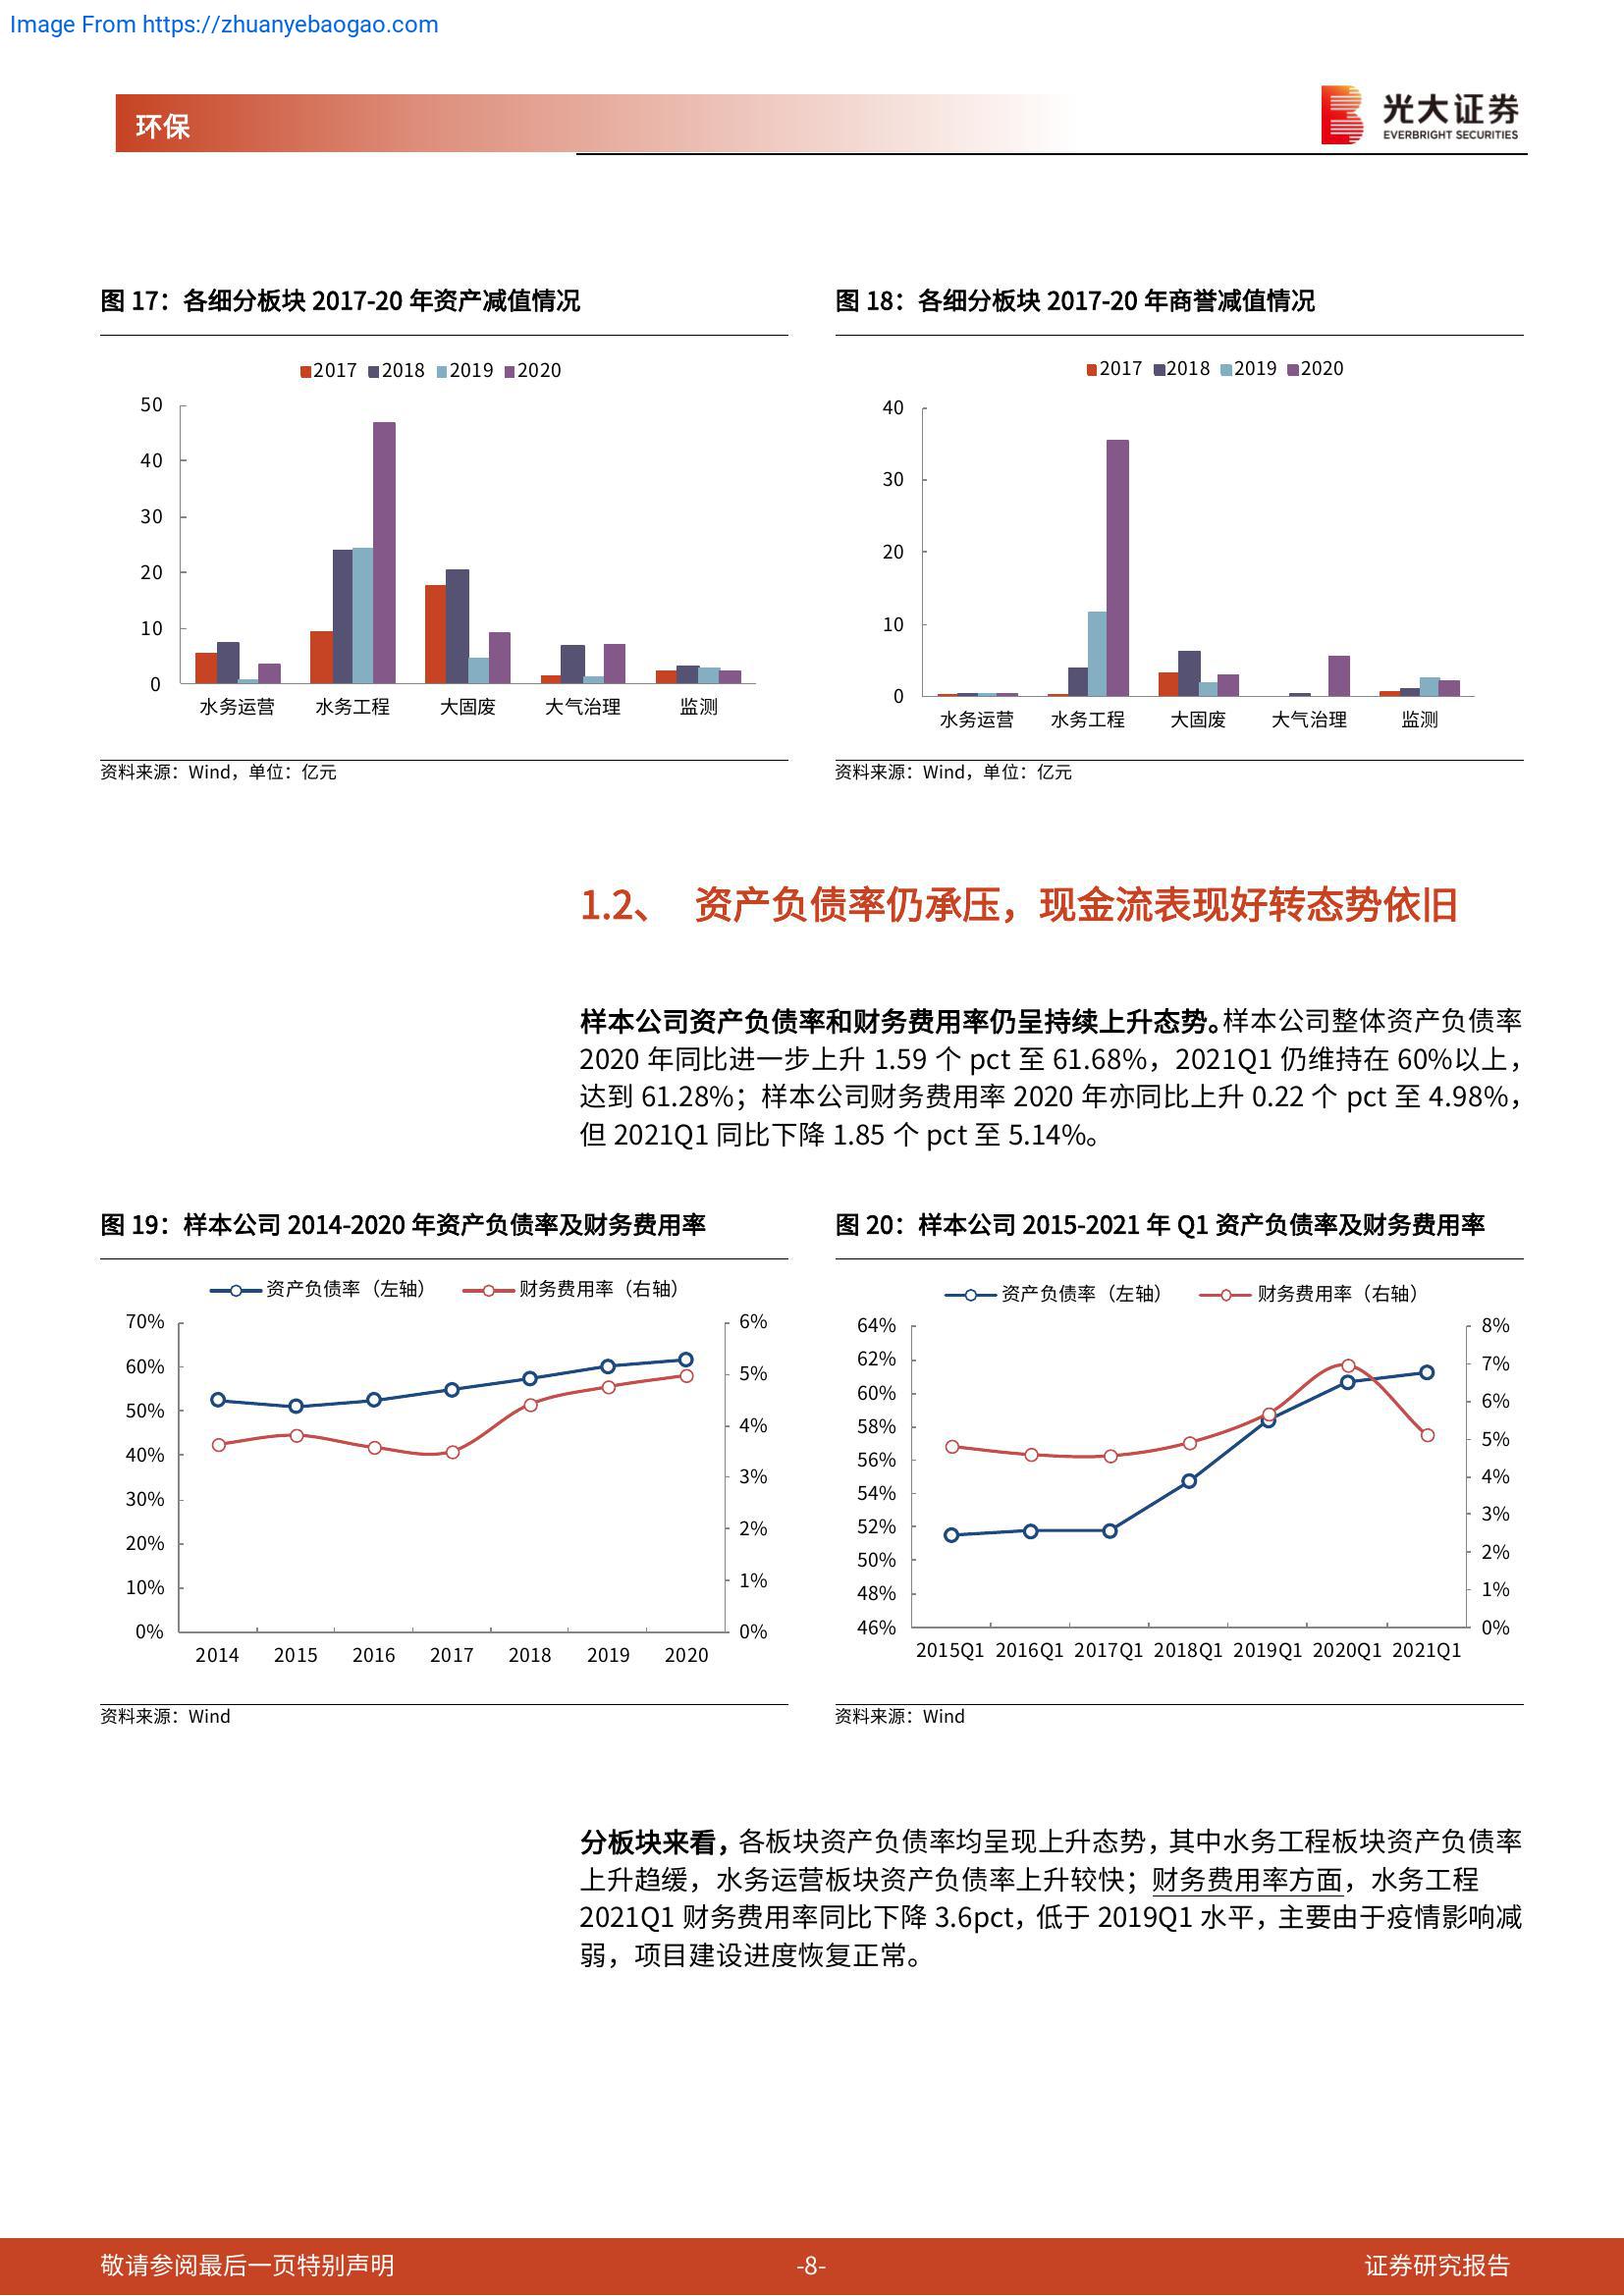 Image From https://zhuanyebaogao.com
环保
光大证券
EVERBRIGHT SECURITIES
图 17：各细分板块 2017-20 年资产减值情况
2017 2018 2019 2020
50
40
30
20
10
0
水务运营 水务工程 大固废 大气治理 监测
资料来源：Wind，单位：亿元
图 18：各细分板块 2017-20 年商誉减值情况
2017 2018 2019 2020
40
30
20
10
0
水务运营 水务工程 大固废 大气治理 监测
资料来源：Wind，单位：亿元
1.2、 资产负债率仍承压，现金流表现好转态势依旧
样本公司资产负债率和财务费用率仍呈持续上升态势。样本公司整体资产负债率
2020 年同比进一步上升 1.59 个 pct 至 61.68%，2021Q1 仍维持在 60%以上，
达到 61.28%；样本公司财务费用率 2020 年亦同比上升 0.22 个 pct 至 4.98%，
但 2021Q1 同比下降 1.85 个 pct 至 5.14%。
图 19：样本公司 2014-2020 年资产负债率及财务费用率
资产负债率（左轴） 财务费用率（右轴）
70%
60%
50%
40%
30%
20%
10%
0%
6%
5%
4%
3%
2%
1%
0%
2014 2015 2016 2017 2018 2019 2020
资料来源：Wind
图 20：样本公司 2015-2021 年 Q1 资产负债率及财务费用率
资产负债率（左轴） 财务费用率（右轴）
64%
62%
60%
58%
56%
54%
52%
50%
48%
46%
8%
7%
6%
5%
4%
3%
2%
1%
0%
2015Q1 2016Q1 2017Q1 2018Q1 2019Q1 2020Q1 2021Q1
资料来源：Wind
分板块来看，各板块资产负债率均呈现上升态势，其中水务工程板块资产负债率
上升趋缓，水务运营板块资产负债率上升较快；财务费用率方面，水务工程
2021Q1 财务费用率同比下降 3.6pct，低于 2019Q1 水平，主要由于疫情影响减
弱，项目建设进度恢复正常。
敬请参阅最后一页特别声明 -8- 证券研究报告